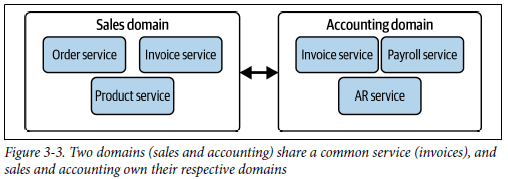 Sales domain
Order service
Invoice service
Product service
Accounting domain
Invoice service
Payroll service
AR service
Figure 3-3. Two domains (sales and accounting) share a common service (invoices), and
sales and accounting own their respective domains